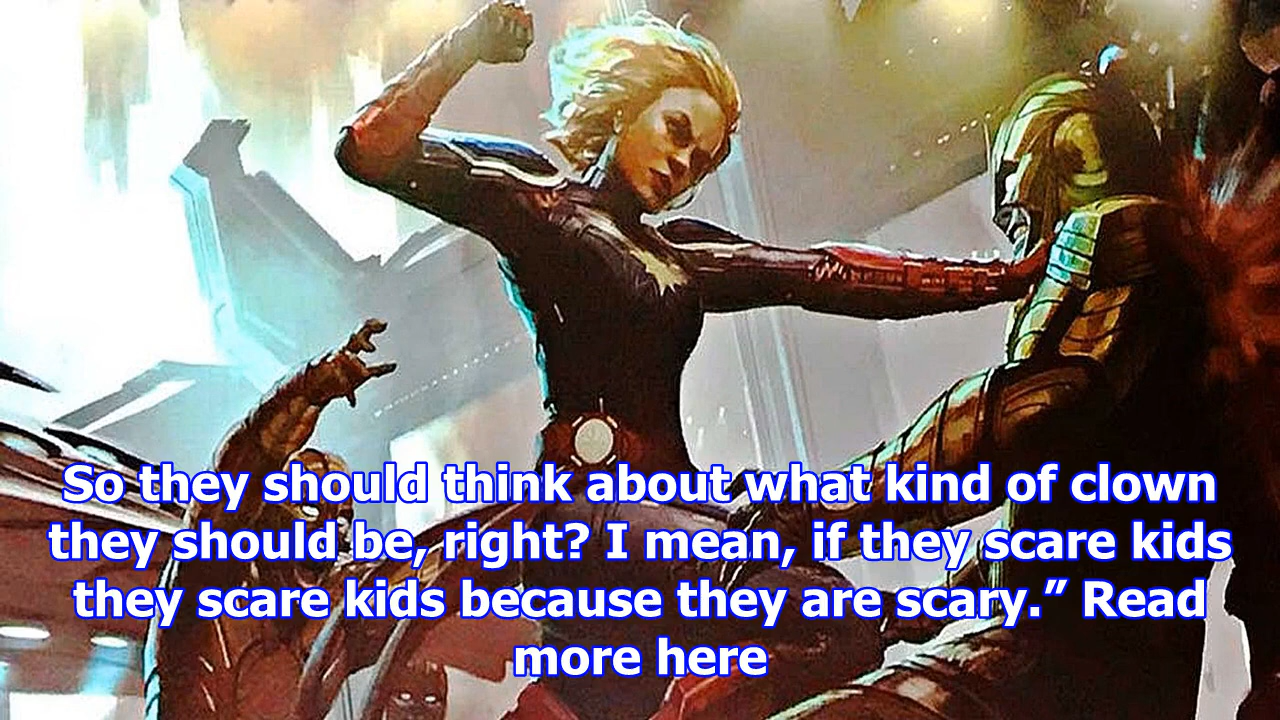 So they should think about what kind of clown
they should be, right? I mean, if they scare kids
they scare kids because they are scary.” Read
more here